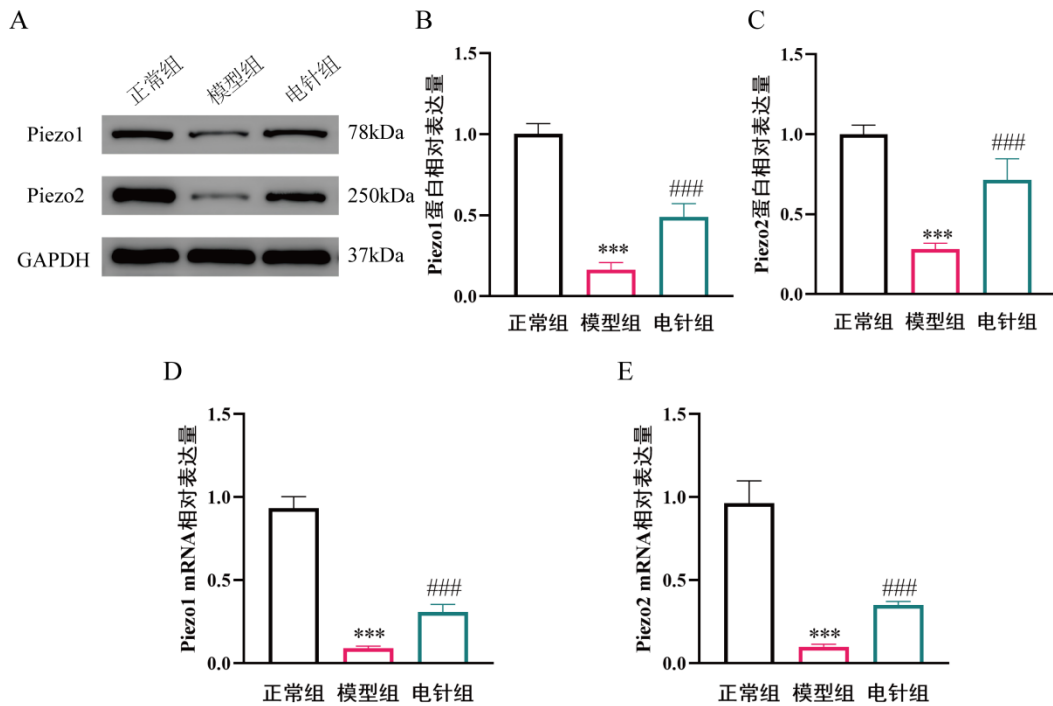 A
正常组 模型组 电针组
Piezo1 78kDa
Piezo2 250kDa
GAPDH 37kDa
B
Piezo1蛋白相对表达量
1.5
1.0
0.5
0.0
***
###
正常组 模型组 电针组
C
Piezo2蛋白相对表达量
1.5
1.0
0.5
0.0
***
###
正常组 模型组 电针组
D
Piezo1 mRNA相对表达量
1.5
1.0
0.5
0.0
***
###
正常组 模型组 电针组
E
Piezo2 mRNA相对表达量
1.5
1.0
0.5
0.0
***
###
正常组 模型组 电针组